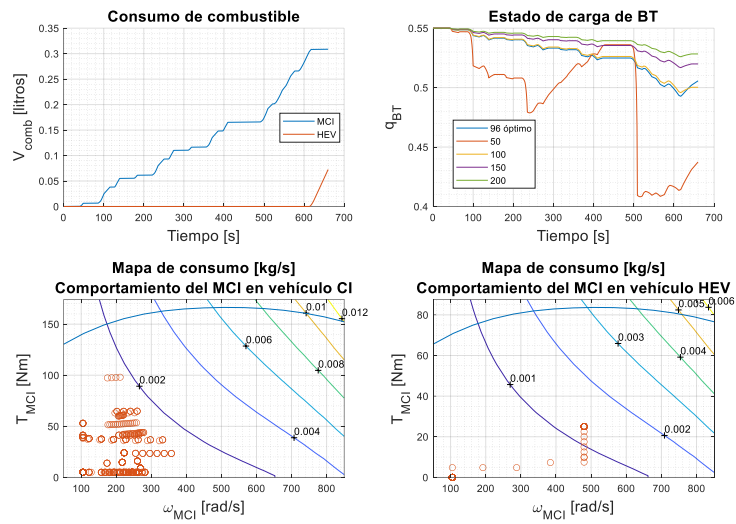 Consumo de combustible
0.35
0.3
0.25
0.2
0.15
0.1
0.05
0
V_comb [litros]
MCI
HEV
0 100 200 300 400 500 600 700
Tiempo [s]
Estado de carga de BT
0.55
0.5
0.45
0.4
q_BT
96 óptimo
50
100
150
200
0 100 200 300 400 500 600 700
Tiempo [s]
Mapa de consumo [kg/s]
Comportamiento del MCI en vehículo CI
150
100
50
0
T_MCI [Nm]
0.01
0.012
0.006
0.008
0.002
0.004
100 200 300 400 500 600 700 800
ω_MCI [rad/s]
Mapa de consumo [kg/s]
Comportamiento del MCI en vehículo HEV
80
60
40
20
0
T_MCI [Nm]
0.005
0.006
0.003
0.004
0.001
0.002
100 200 300 400 500 600 700 800
ω_MCI [rad/s]